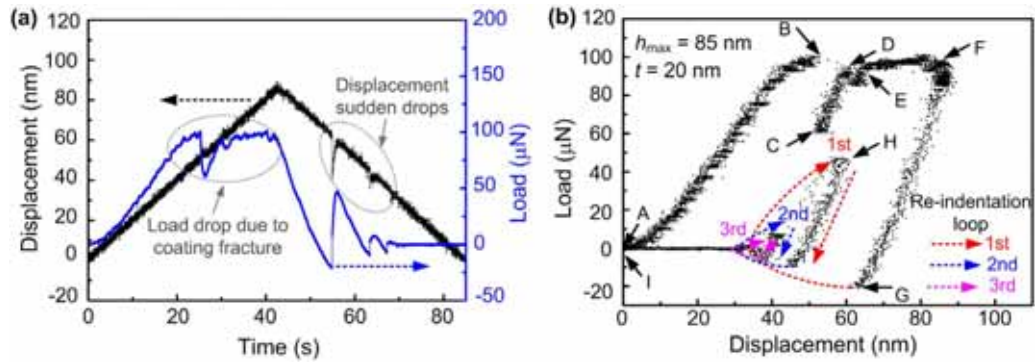 (a)
120
100
80
60
40
20
0
-20
Displacement (nm)
0 20 40 60 80
Time (s)
200
150
100
50
0
-50
Load (μN)
Displacement
sudden drops
Load drop due to
coating fracture
(b)
120
100
80
60
40
20
0
-20
Load (μN)
0 20 40 60 80 100
Displacement (nm)
hmax = 85 nm
t = 20 nm
A
B
C
D
E
F
G
H
I
1st
2nd
3rd
Re-indentation
loop
1st
2nd
3rd